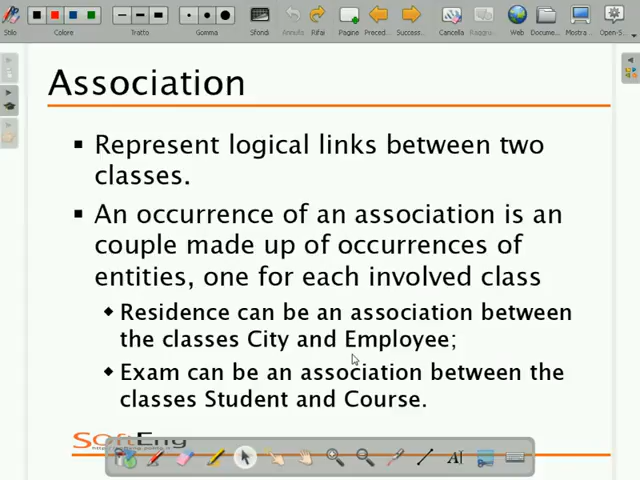 Stilo Colore Tratto Gomma Sfondi Annulla Rifai Pagine Preced... Success... Cancella Raggru... Web Docume... Mostra... Open-S...
Association
Represent logical links between two
classes.
An occurrence of an association is an
couple made up of occurrences of
entities, one for each involved class
Residence can be an association between
the classes City and Employee;
Exam can be an association between the
classes Student and Course.
SoftEng